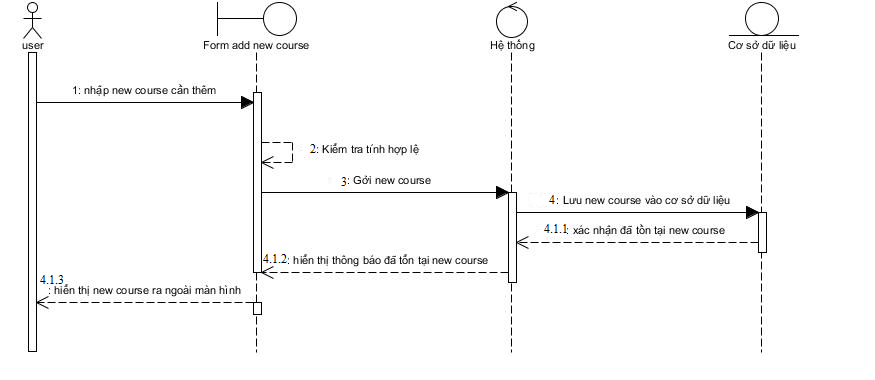 user
Form add new course
Hệ thống
Cơ sở dữ liệu
1: nhập new course cần thêm
2: Kiểm tra tính hợp lệ
3: Gởi new course
4: Lưu new course vào cơ sở dữ liệu
4.1.1: xác nhận đã tồn tại new course
4.1.2: hiển thị thông báo đã tồn tại new course
4.1.3
: hiển thị new course ra ngoài màn hình